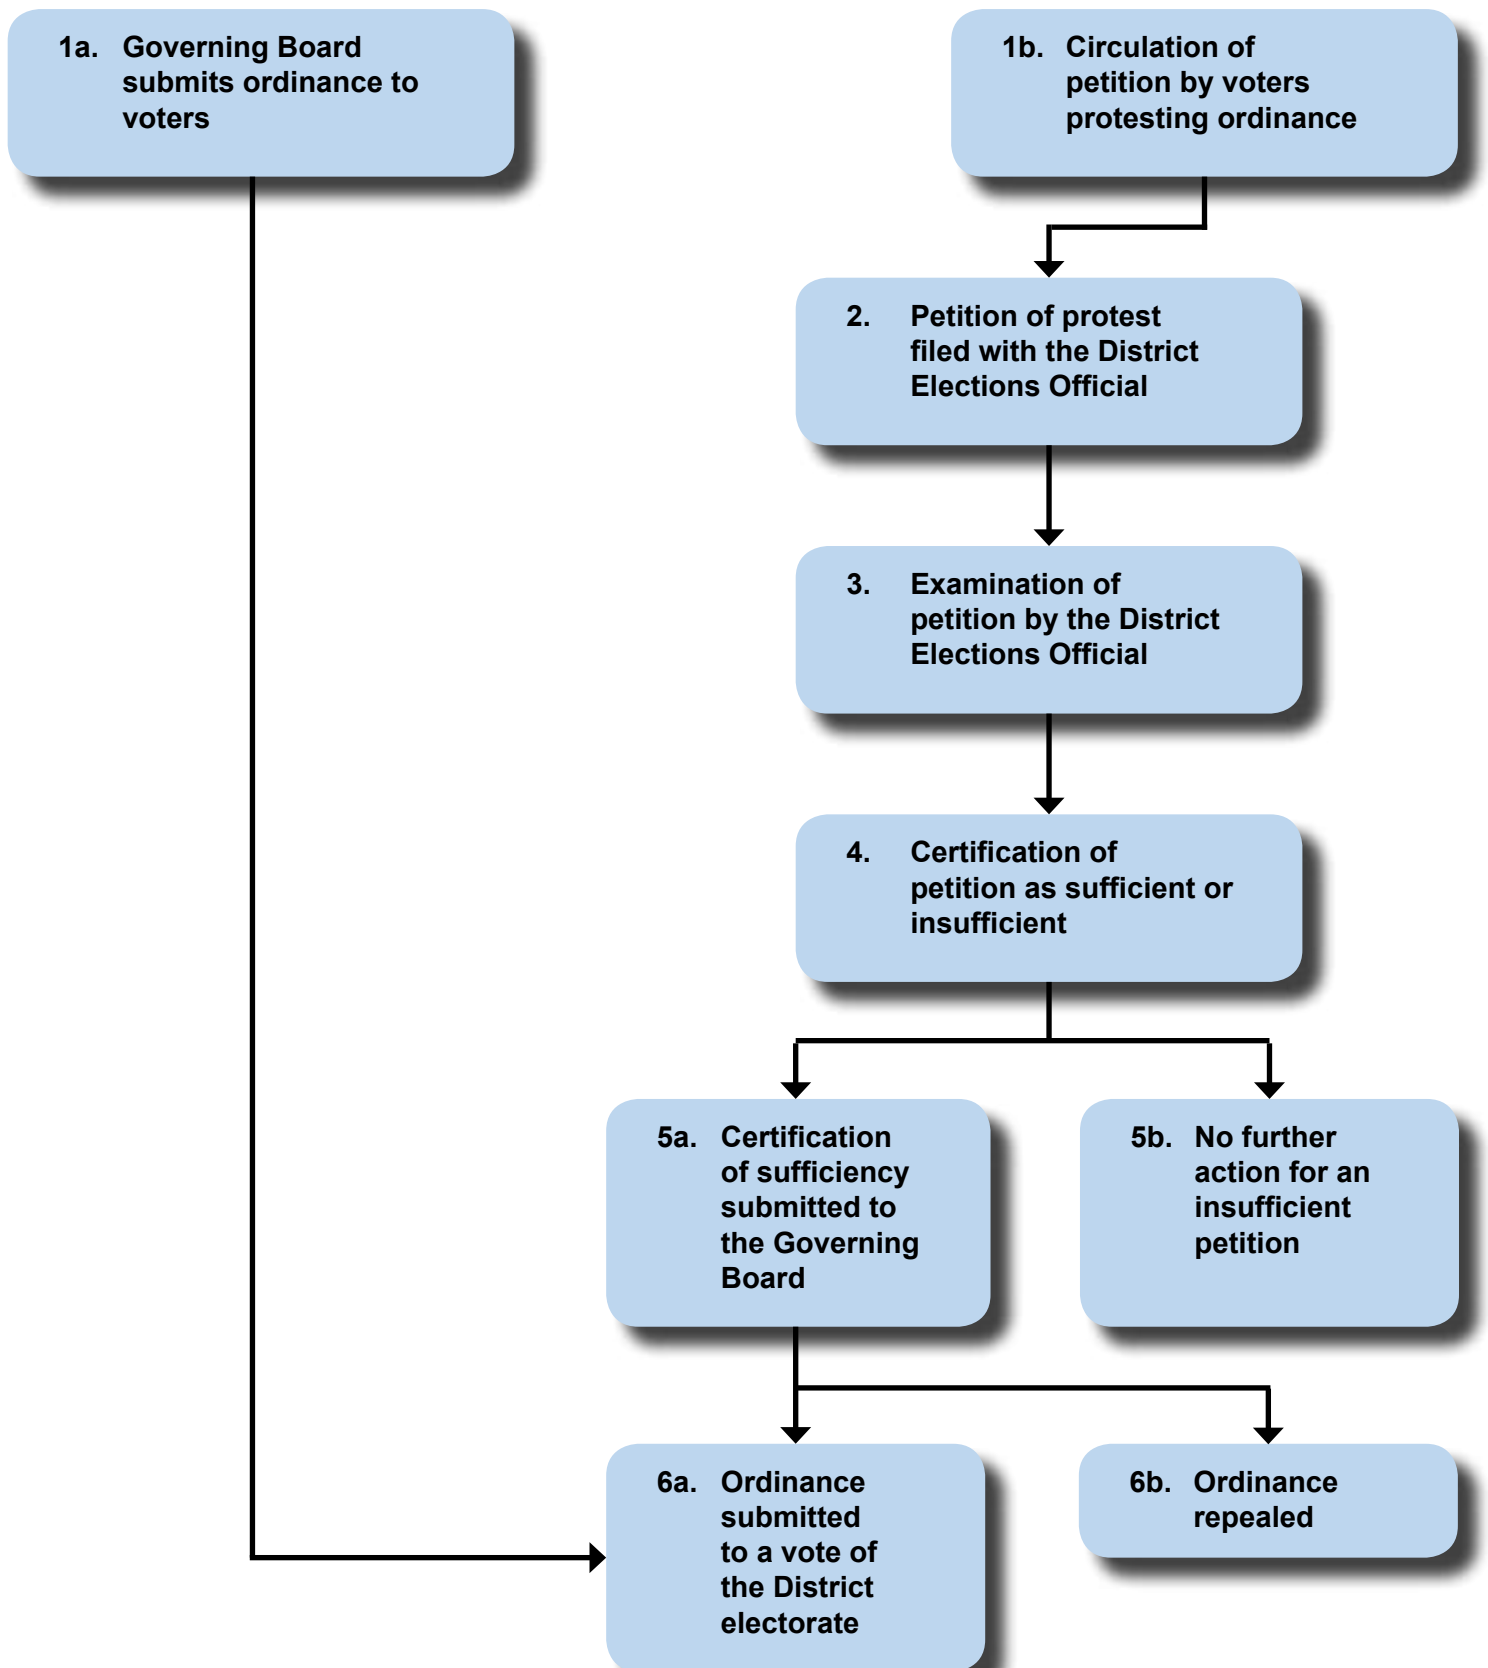 1a. Governing Board
submits ordinance to
voters
1b. Circulation of
petition by voters
protesting ordinance
2. Petition of protest
filed with the District
Elections Official
3. Examination of
petition by the District
Elections Official
4. Certification of
petition as sufficient or
insufficient
5a. Certification
of sufficiency
submitted to
the Governing
Board
5b. No further
action for an
insufficient
petition
6a. Ordinance
submitted
to a vote of
the District
electorate
6b. Ordinance
repealed